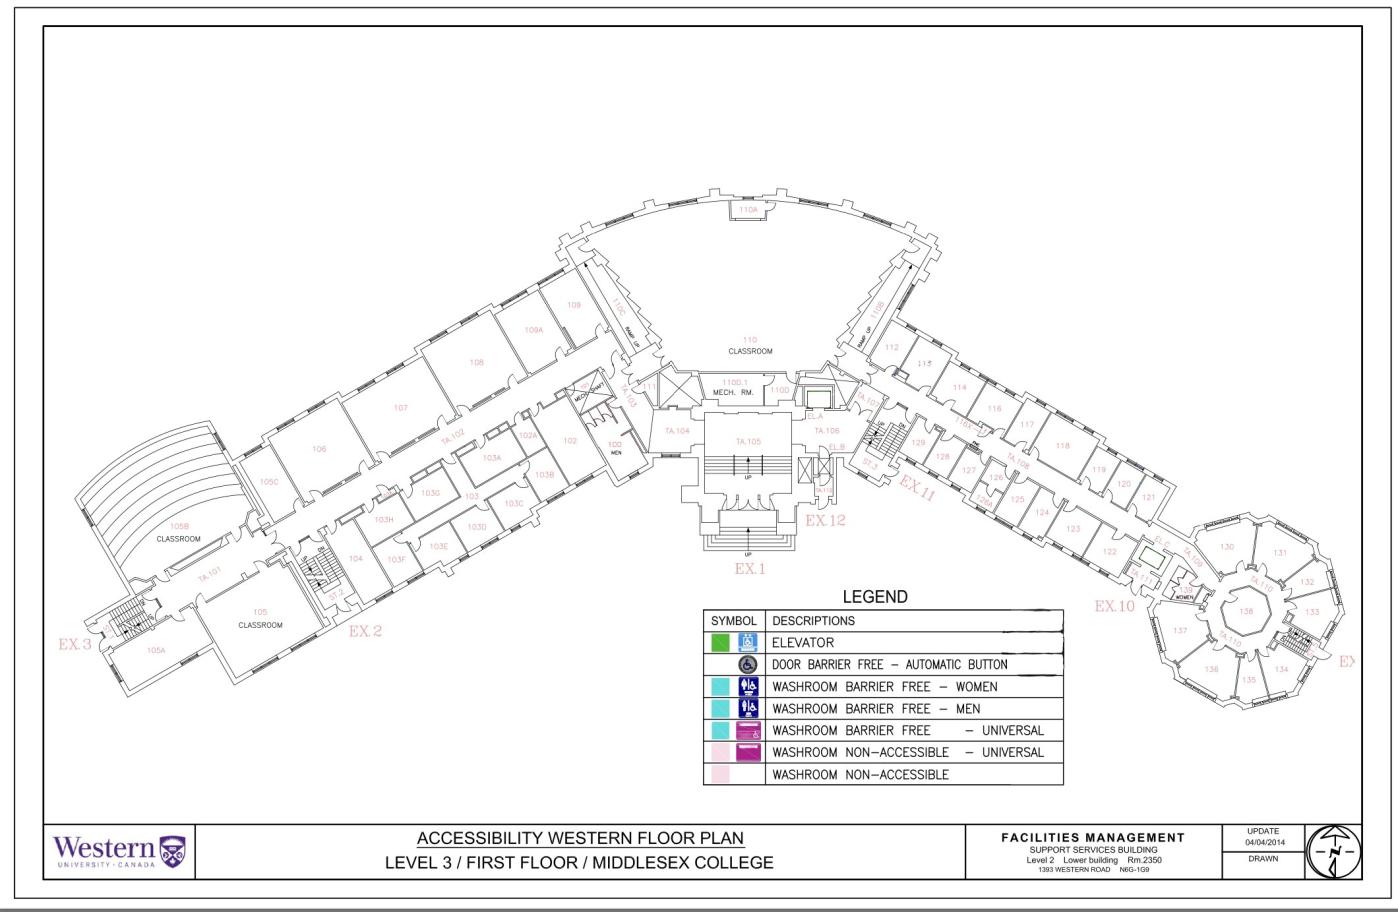 110A
109
110C
RAMP UP
110B
RAMP UP
109A
108
107
106
105C
110
CLASSROOM
112
113
114
116
117
118
119
120
121
111
110D.1
MECH. RM.
110D
EL.A
TA.107
TA.103
MECH SHAFT
TA.102
102A
102
100
MEN
TA.104
TA.105
UP
TA.106
EL.B
ST.3
UP
DN
129
128
127
126
126A
125
124
123
122
TA.108
103A
103B
103
103G
103C
103D
103H
103E
103F
104
105B
CLASSROOM
TA.101
UP
DN
ST.2
105
CLASSROOM
105A
EX.3
EX.2
EX.1
UP
EX.12
EX.11
EX.10
EL.C
TA.109
TA.111
139
WOMEN
130
131
132
133
134
135
136
137
138
TA.110
TA.110
EX
LEGEND
SYMBOL DESCRIPTIONS
ELEVATOR
DOOR BARRIER FREE – AUTOMATIC BUTTON
WASHROOM BARRIER FREE – WOMEN
WASHROOM BARRIER FREE – MEN
WASHROOM BARRIER FREE – UNIVERSAL
WASHROOM NON–ACCESSIBLE – UNIVERSAL
WASHROOM NON–ACCESSIBLE
Western
UNIVERSITY · CANADA
ACCESSIBILITY WESTERN FLOOR PLAN
LEVEL 3 / FIRST FLOOR / MIDDLESEX COLLEGE
FACILITIES MANAGEMENT
SUPPORT SERVICES BUILDING
Level 2 Lower building Rm.2350
1393 WESTERN ROAD N6G-1G9
UPDATE
04/04/2014
DRAWN
N